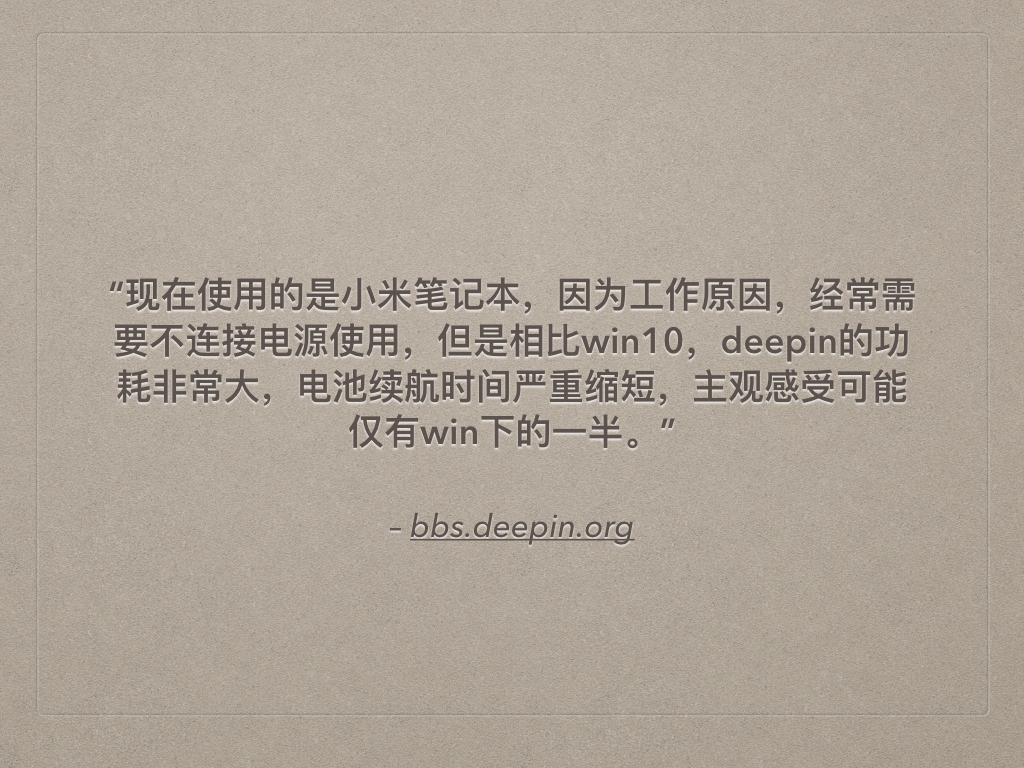 “现在使用的是小米笔记本，因为工作原因，经常需
要不连接电源使用，但是相比win10，deepin的功
耗非常大，电池续航时间严重缩短，主观感受可能
仅有win下的一半。”
– bbs.deepin.org